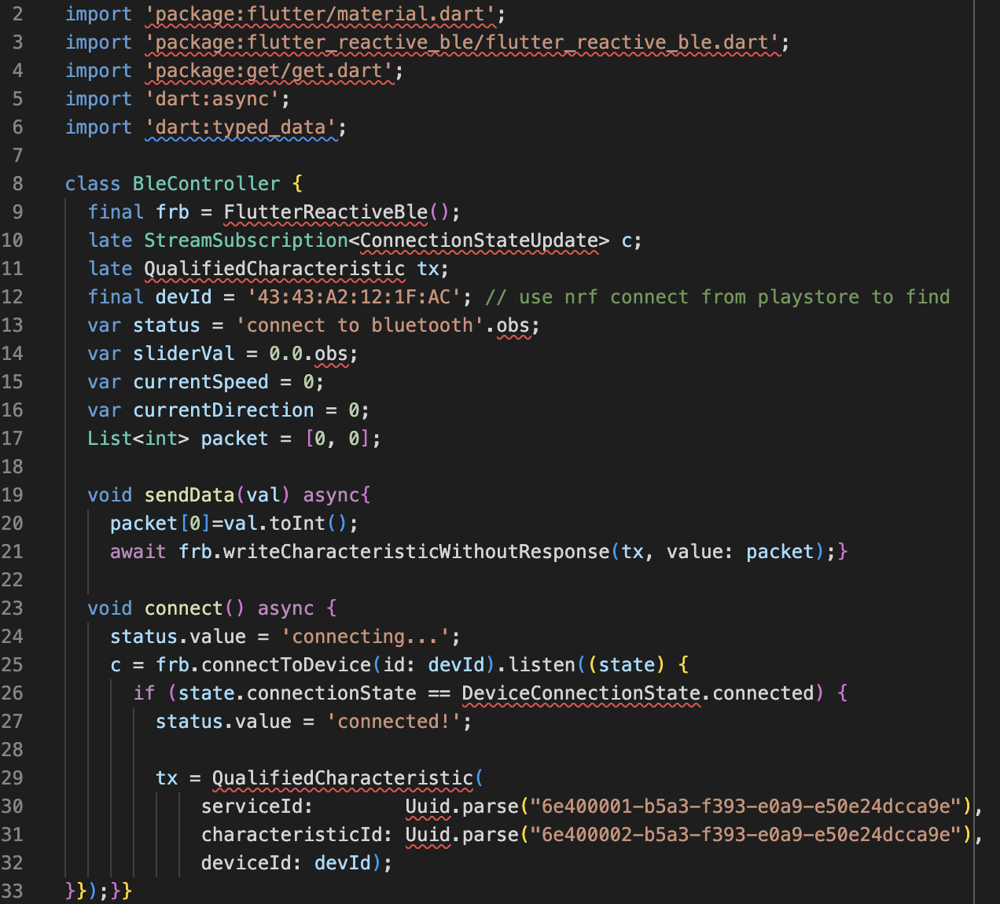 2 import 'package:flutter/material.dart';
3 import 'package:flutter_reactive_ble/flutter_reactive_ble.dart';
4 import 'package:get/get.dart';
5 import 'dart:async';
6 import 'dart:typed_data';
7
8 class BleController {
9   final frb = FlutterReactiveBle();
10   late StreamSubscription<ConnectionStateUpdate> c;
11   late QualifiedCharacteristic tx;
12   final devId = '43:43:A2:12:1F:AC'; // use nrf connect from playstore to find
13   var status = 'connect to bluetooth'.obs;
14   var sliderVal = 0.0.obs;
15   var currentSpeed = 0;
16   var currentDirection = 0;
17   List<int> packet = [0, 0];
18
19   void sendData(val) async{
20     packet[0]=val.toInt();
21     await frb.writeCharacteristicWithoutResponse(tx, value: packet);}
22
23   void connect() async {
24     status.value = 'connecting...';
25     c = frb.connectToDevice(id: devId).listen((state) {
26       if (state.connectionState == DeviceConnectionState.connected) {
27         status.value = 'connected!';
28
29         tx = QualifiedCharacteristic(
30             serviceId:        Uuid.parse("6e400001-b5a3-f393-e0a9-e50e24dcca9e"),
31             characteristicId: Uuid.parse("6e400002-b5a3-f393-e0a9-e50e24dcca9e"),
32             deviceId: devId);
33 }});}}